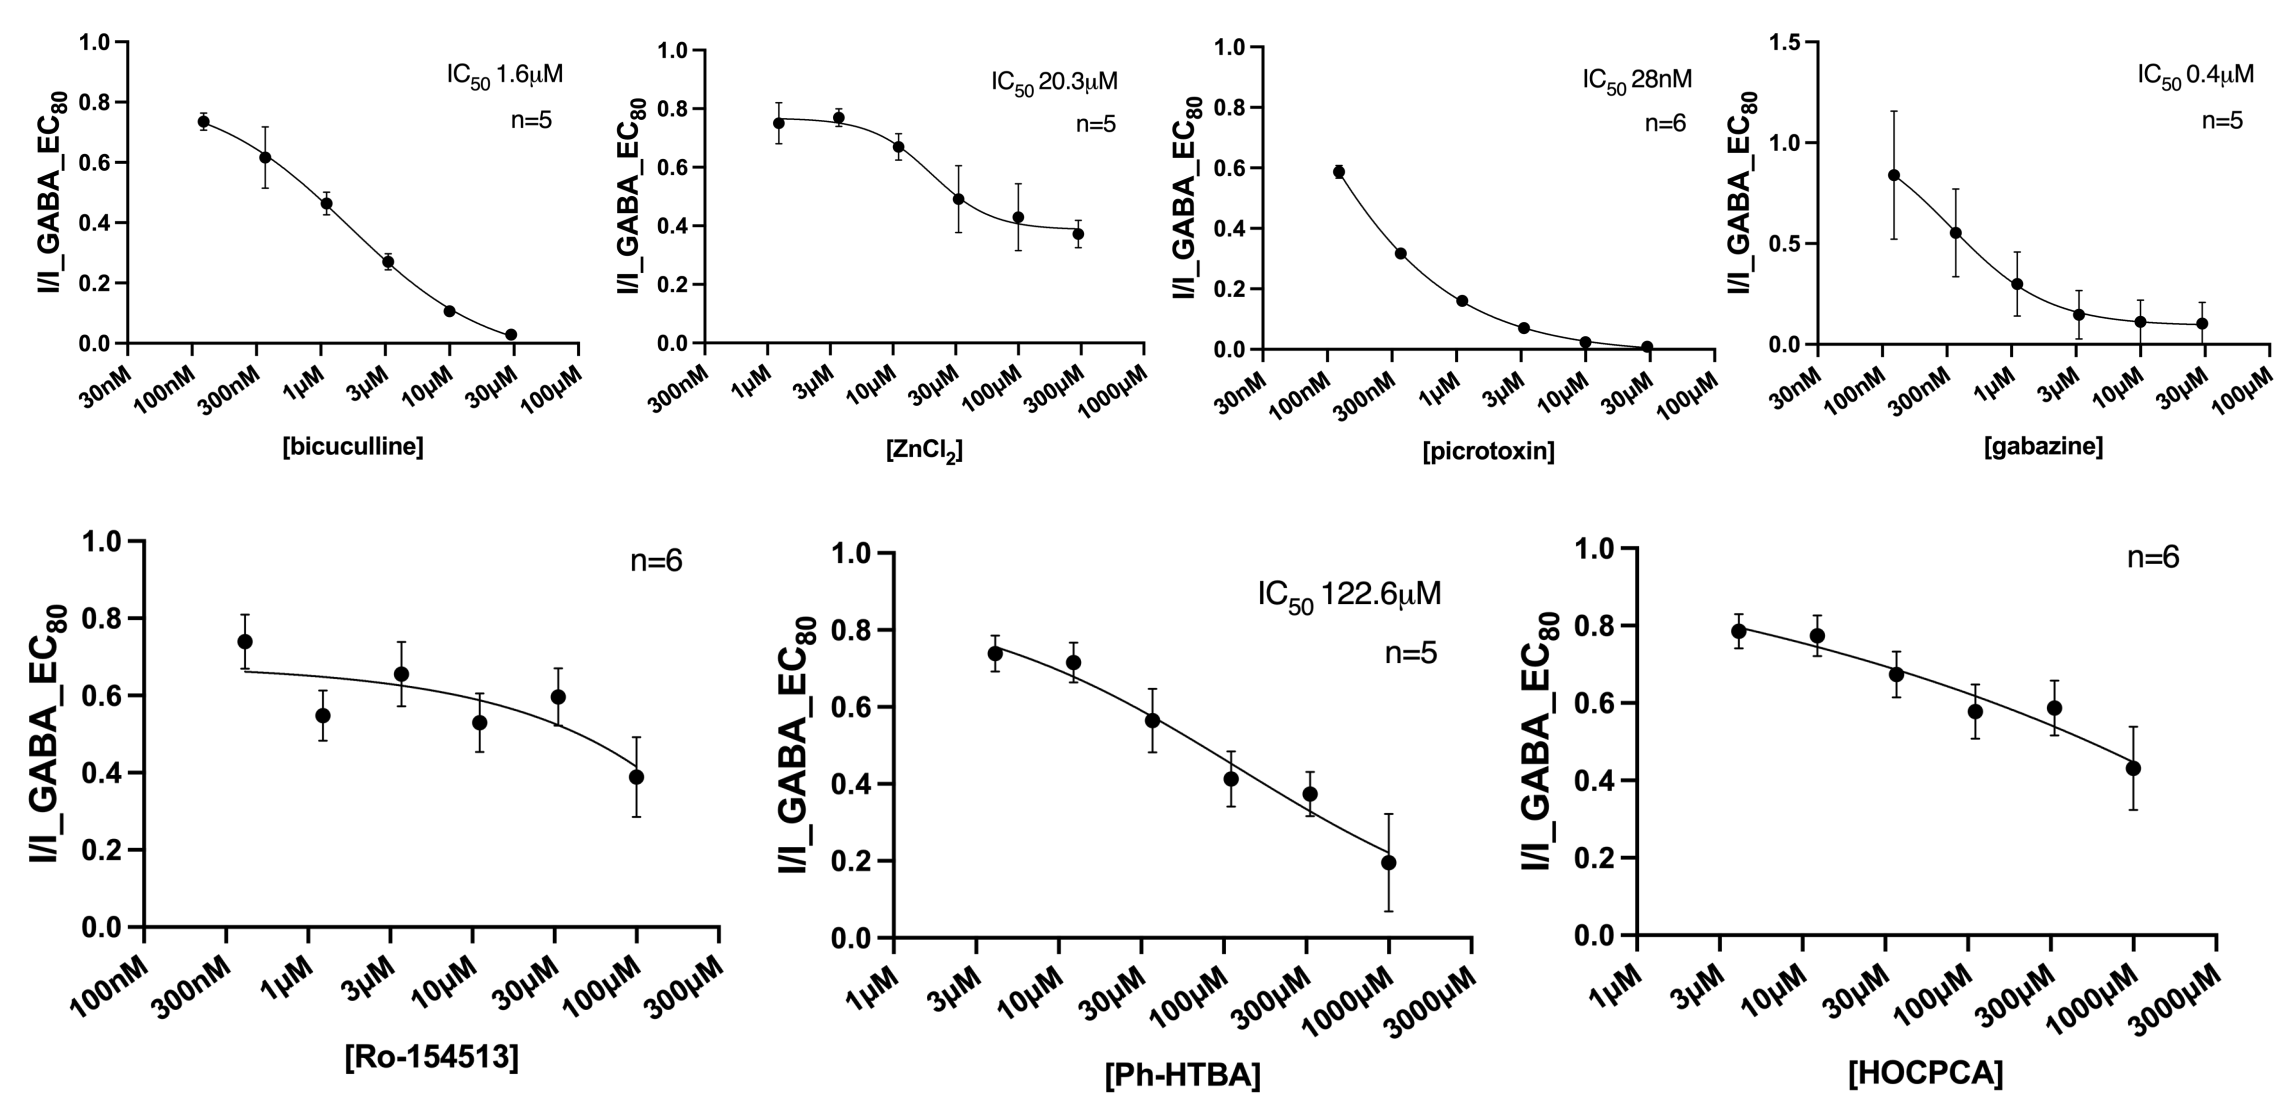 1.0
0.8
0.6
0.4
0.2
0.0
I/I_GABA_EC80
IC50 1.6μM
n=5
30nM
100nM
300nM
1μM
3μM
10μM
30μM
100μM
[bicuculline]
1.0
0.8
0.6
0.4
0.2
0.0
I/I_GABA_EC80
IC50 20.3μM
n=5
300nM
1μM
3μM
10μM
30μM
100μM
300μM
1000μM
[ZnCl2]
1.0
0.8
0.6
0.4
0.2
0.0
I/I_GABA_EC80
IC50 28nM
n=6
30nM
100nM
300nM
1μM
3μM
10μM
30μM
100μM
[picrotoxin]
1.5
1.0
0.5
0.0
I/I_GABA_EC80
IC50 0.4μM
n=5
30nM
100nM
300nM
1μM
3μM
10μM
30μM
100μM
[gabazine]
1.0
0.8
0.6
0.4
0.2
0.0
I/I_GABA_EC80
n=6
100nM
300nM
1μM
3μM
10μM
30μM
100μM
300μM
[Ro-154513]
1.0
0.8
0.6
0.4
0.2
0.0
I/I_GABA_EC80
IC50 122.6μM
n=5
1μM
3μM
10μM
30μM
100μM
300μM
1000μM
3000μM
[Ph-HTBA]
1.0
0.8
0.6
0.4
0.2
0.0
I/I_GABA_EC80
n=6
1μM
3μM
10μM
30μM
100μM
300μM
1000μM
3000μM
[HOCPCA]